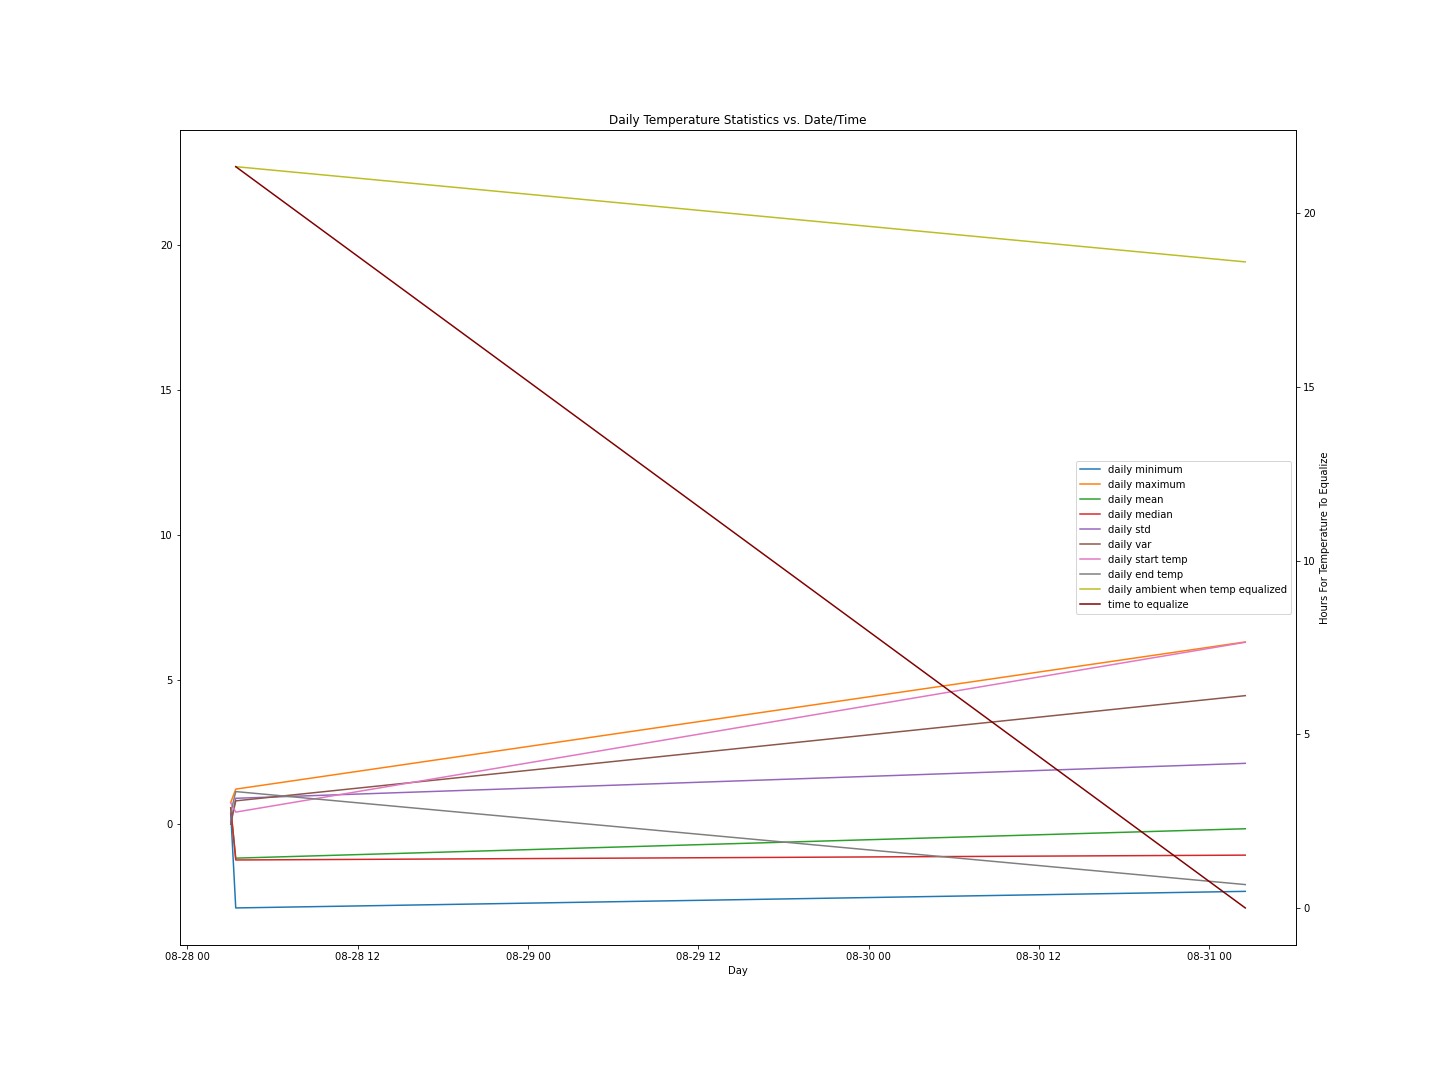 Daily Temperature Statistics vs. Date/Time
20
15
10
5
0
20
15
10
5
0
Hours For Temperature To Equalize
daily minimum
daily maximum
daily mean
daily median
daily std
daily var
daily start temp
daily end temp
daily ambient when temp equalized
time to equalize
08-28 00 08-28 12 08-29 00 08-29 12 08-30 00 08-30 12 08-31 00
Day